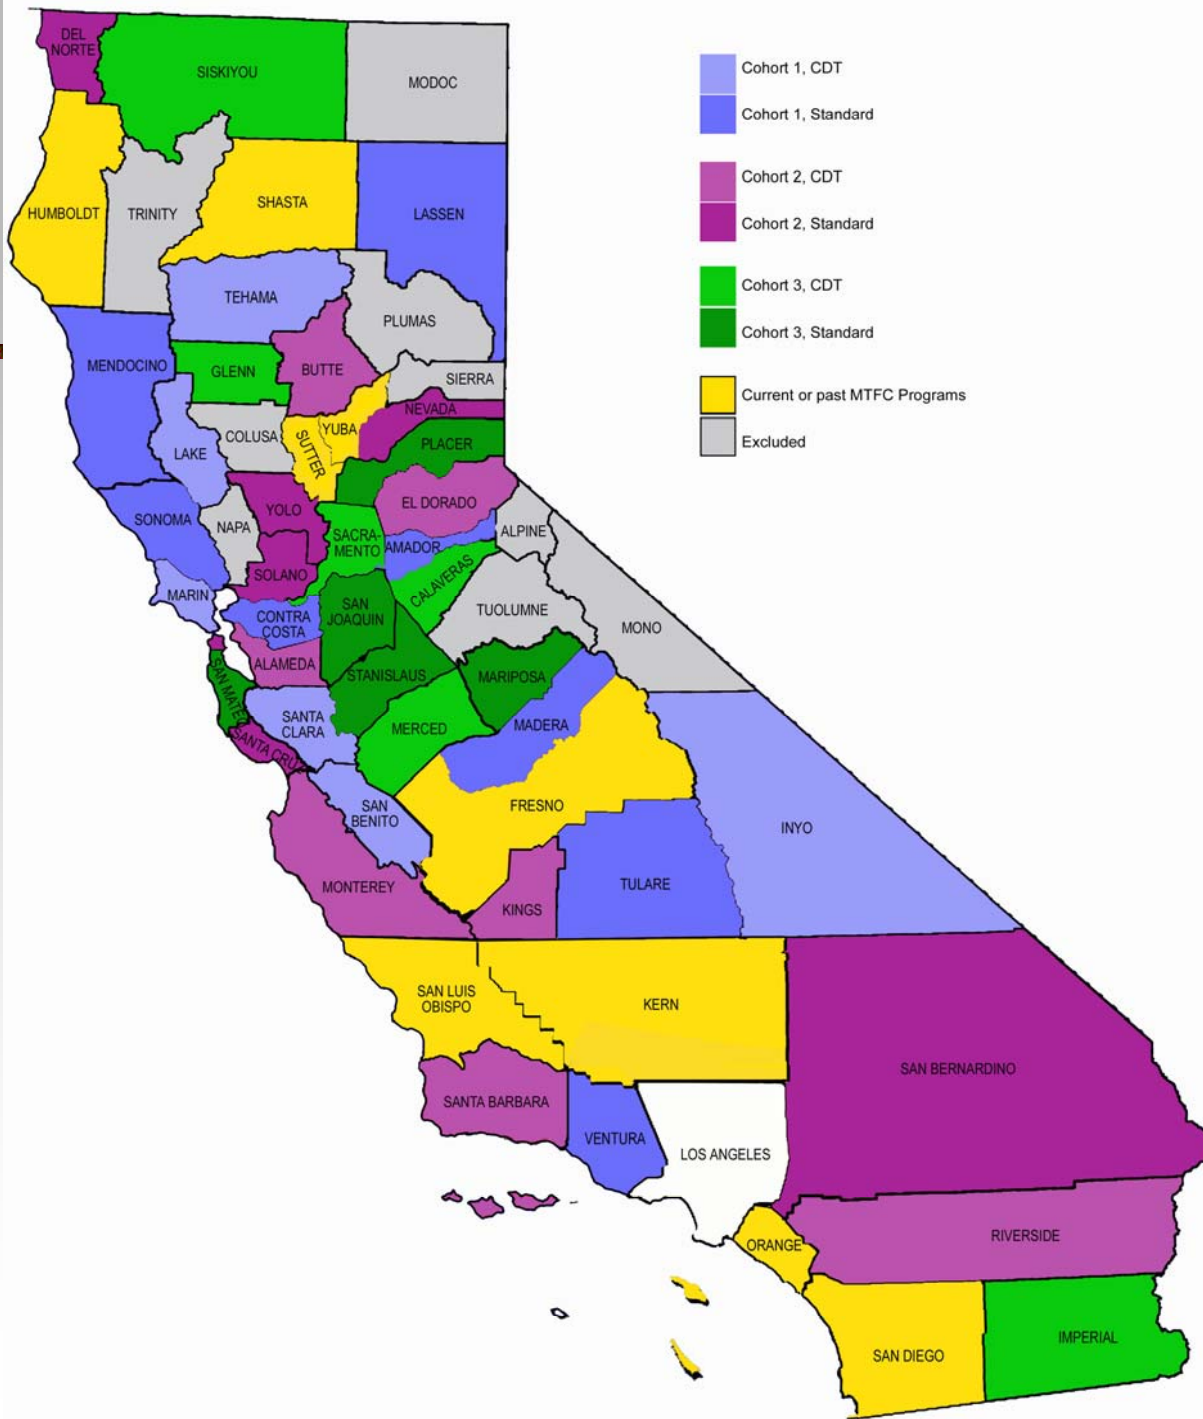 DEL
NORTE
SISKIYOU
MODOC
HUMBOLDT
TRINITY
SHASTA
LASSEN
TEHAMA
PLUMAS
MENDOCINO
GLENN
BUTTE
SIERRA
NEVADA
COLUSA
SUTTER
YUBA
PLACER
LAKE
EL DORADO
YOLO
SONOMA
NAPA
SACRA-
MENTO
ALPINE
AMADOR
SOLANO
CALAVERAS
MARIN
SAN
JOAQUIN
TUOLUMNE
CONTRA
COSTA
MONO
ALAMEDA
STANISLAUS
MARIPOSA
SAN MATEO
SANTA
CLARA
MERCED
MADERA
SANTA CRUZ
SAN
BENITO
FRESNO
INYO
MONTEREY
KINGS
TULARE
SAN LUIS
OBISPO
KERN
SAN BERNARDINO
SANTA BARBARA
VENTURA
LOS ANGELES
ORANGE
RIVERSIDE
SAN DIEGO
IMPERIAL
Cohort 1, CDT
Cohort 1, Standard
Cohort 2, CDT
Cohort 2, Standard
Cohort 3, CDT
Cohort 3, Standard
Current or past MTFC Programs
Excluded